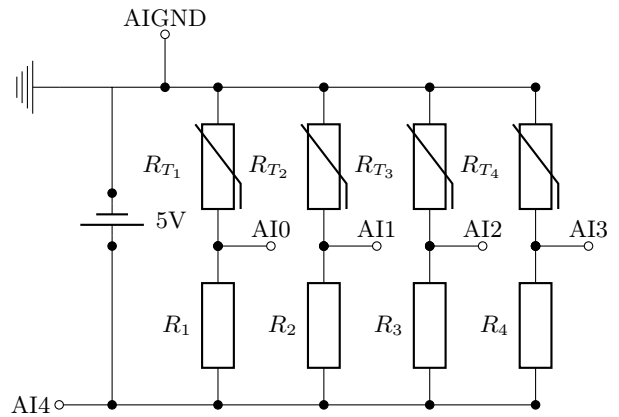 AIGND
R_{T_1} R_{T_2} R_{T_3} R_{T_4}
5V AI0 AI1 AI2 AI3
R_1 R_2 R_3 R_4
AI4